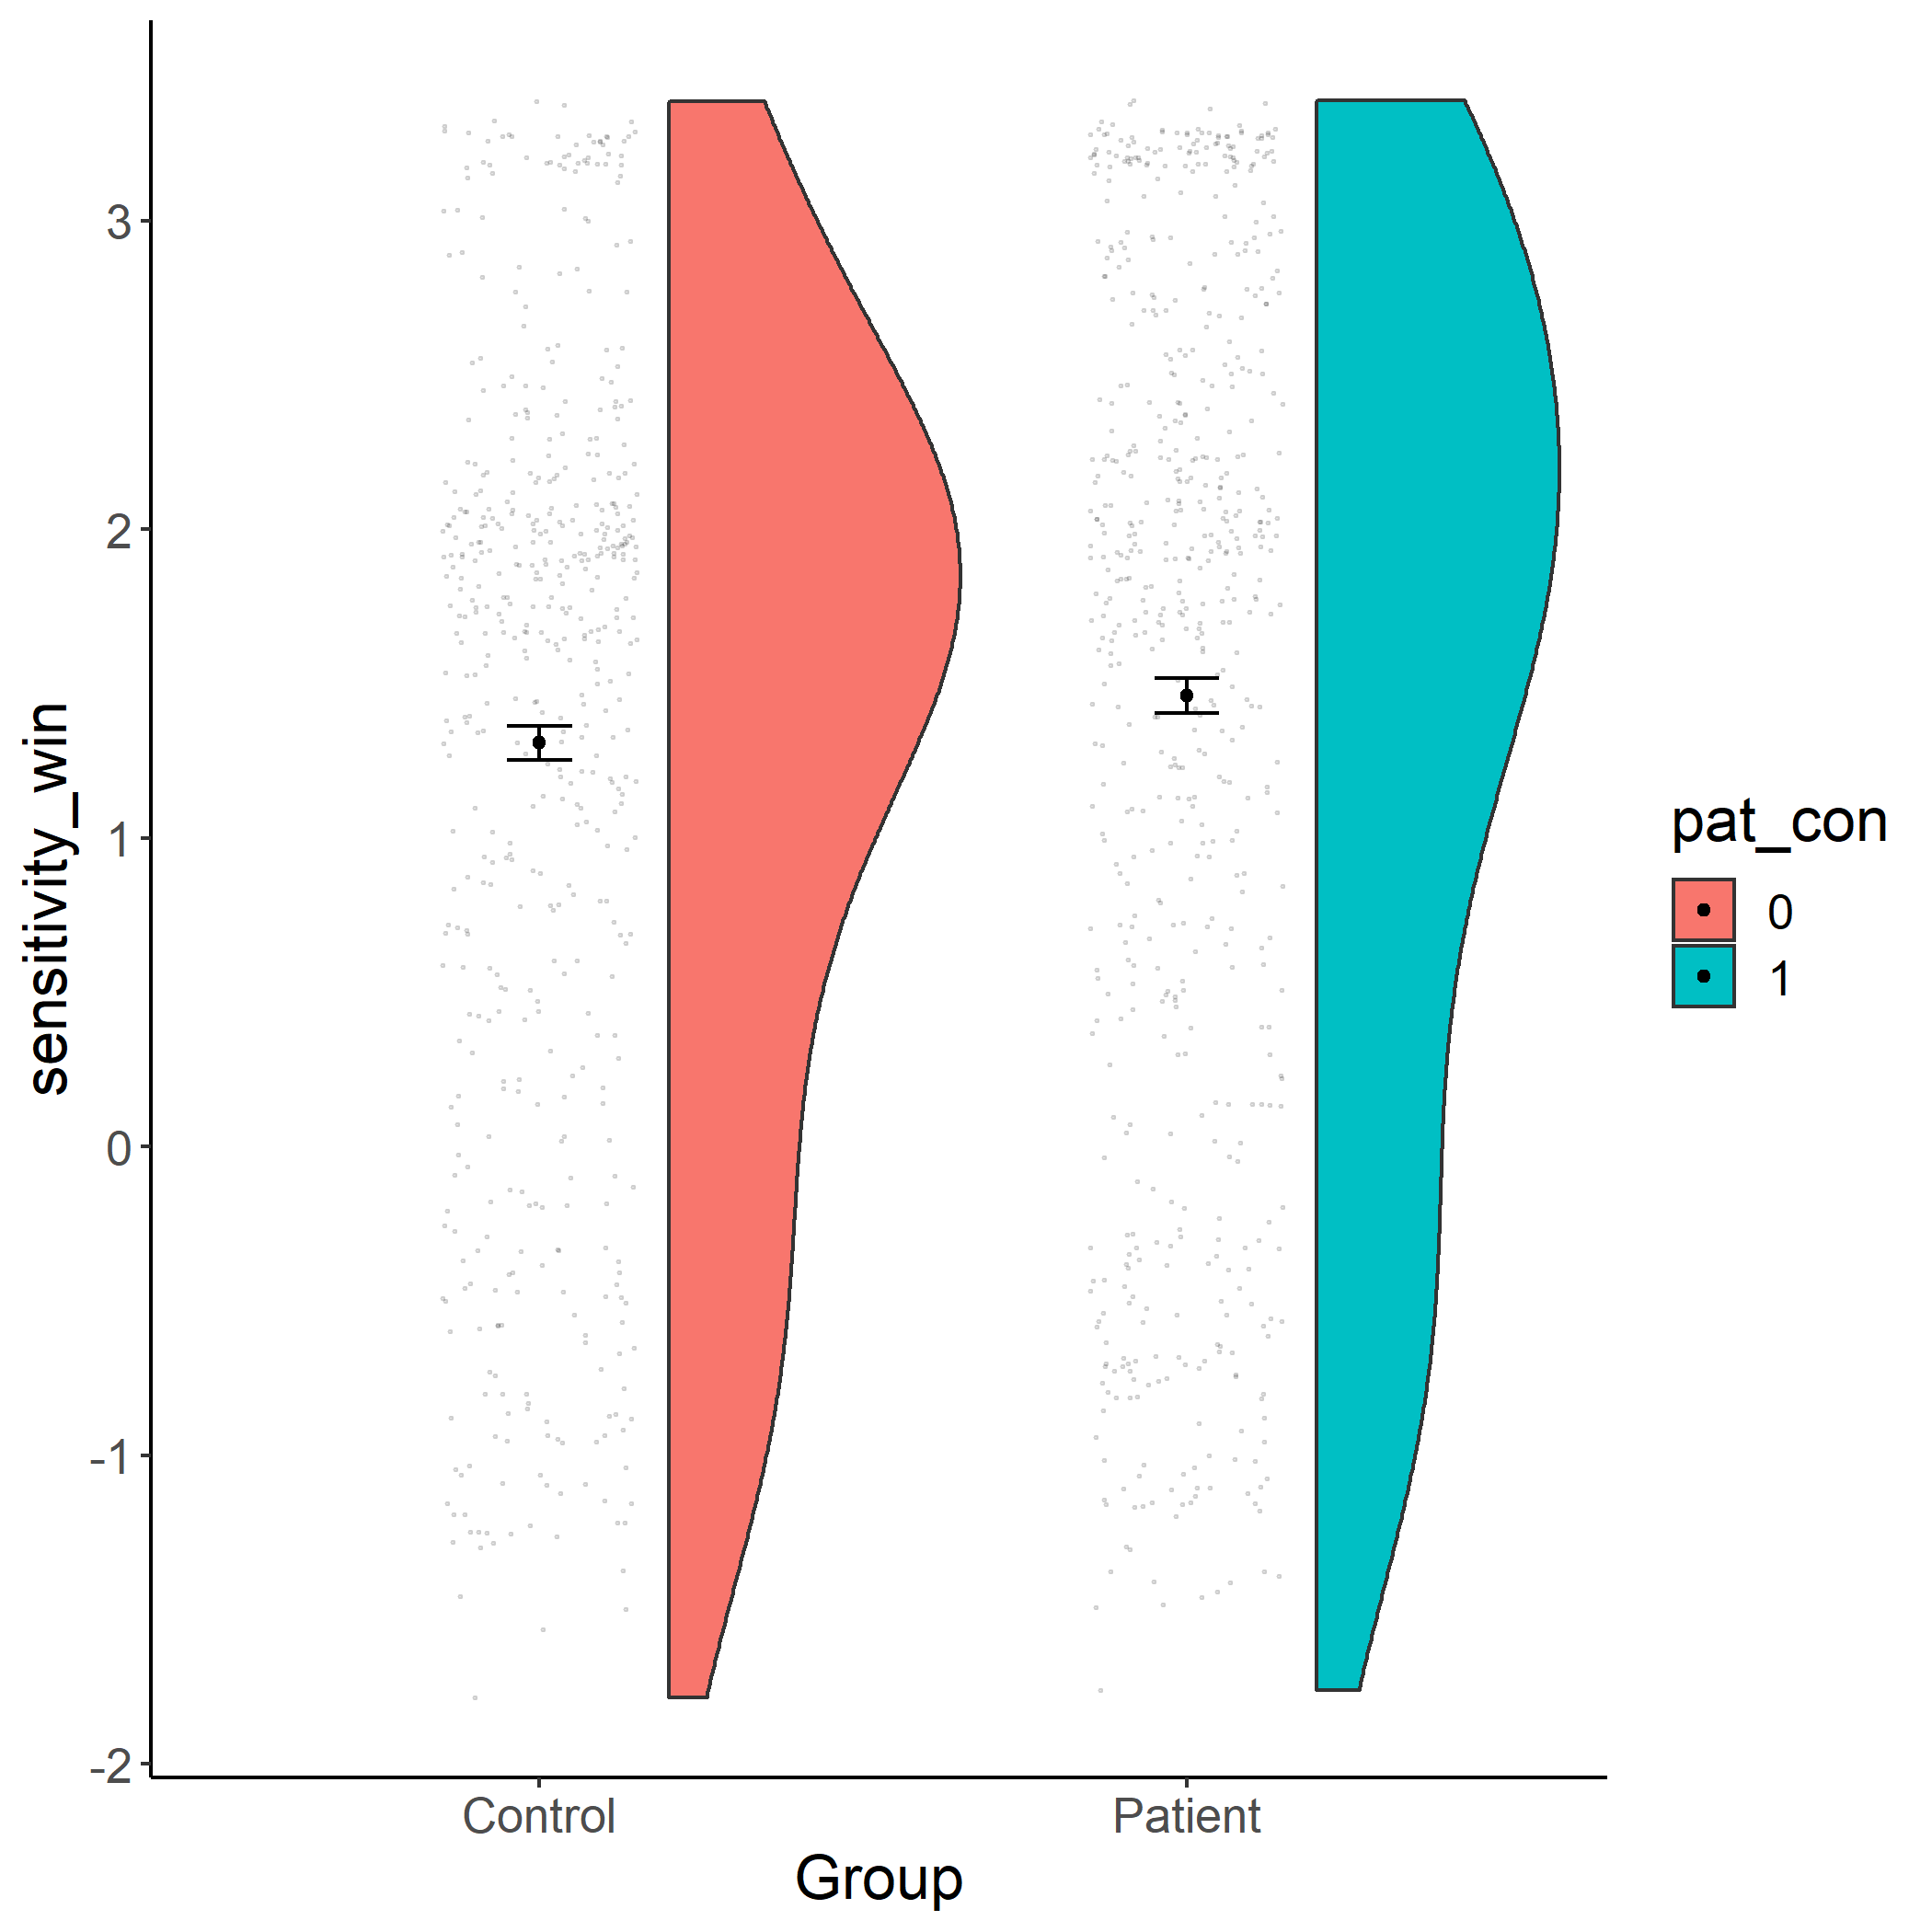 sensitivity_win
3
2
1
0
-1
-2
Control
Patient
Group
pat_con
0
1